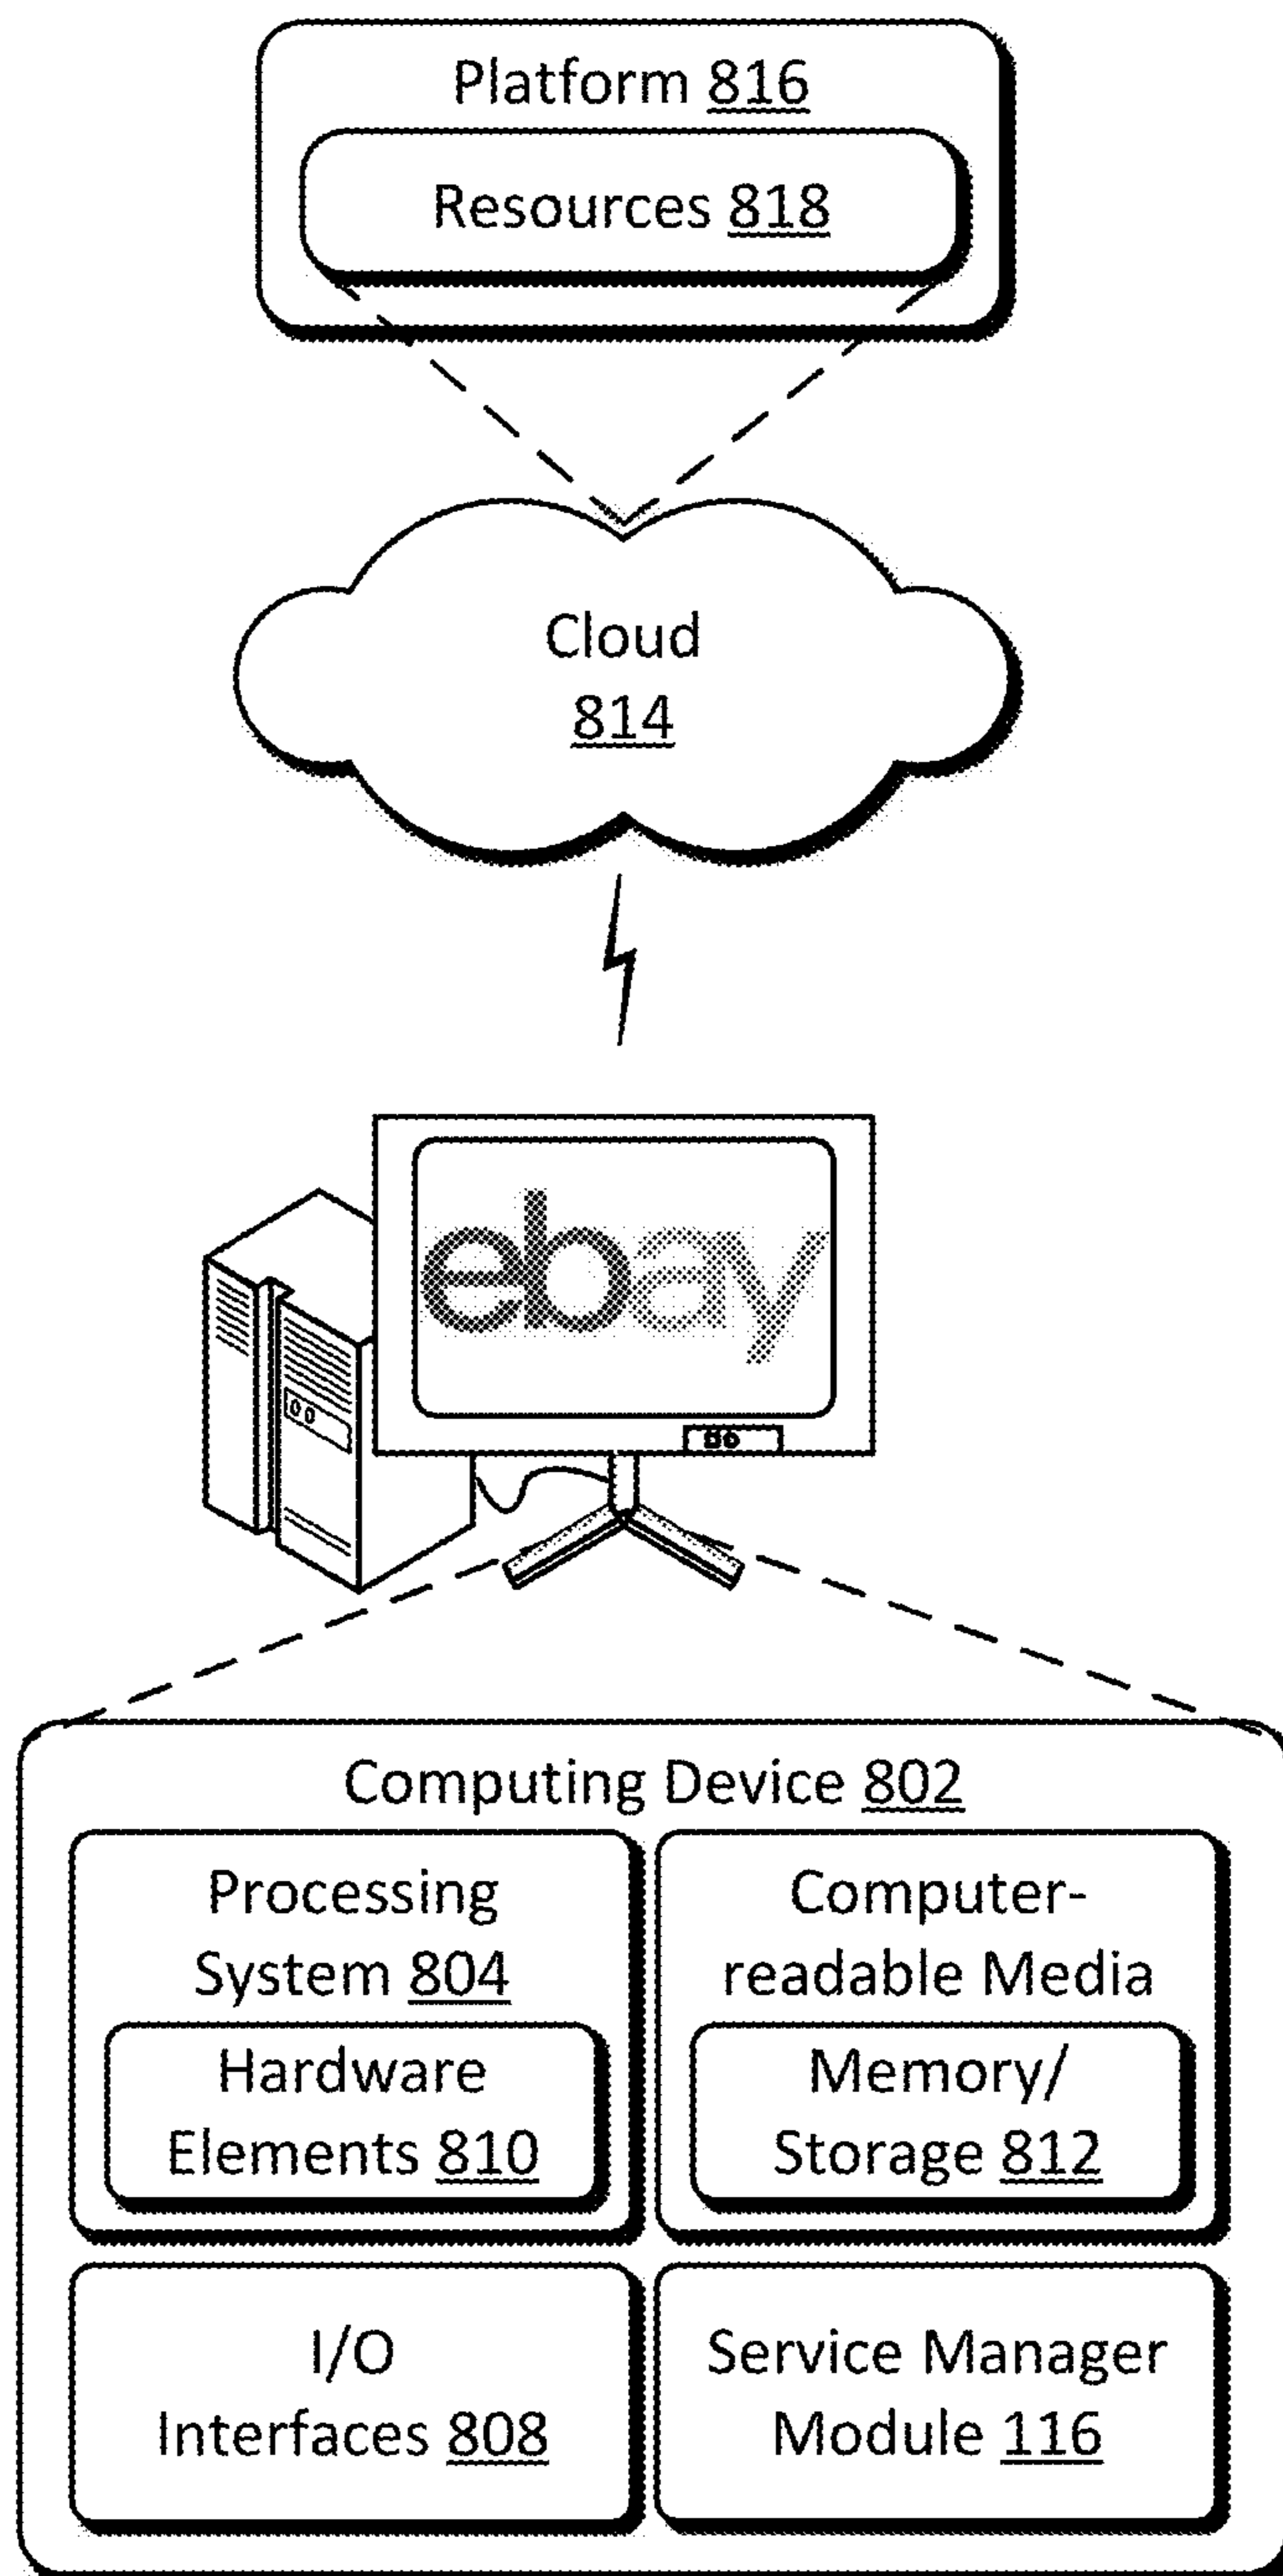 Platform 816
Resources 818
Cloud
814
ebay
Computing Device 802
Processing
System 804
Hardware
Elements 810
Computer-
readable Media
Memory/
Storage 812
I/O
Interfaces 808
Service Manager
Module 116